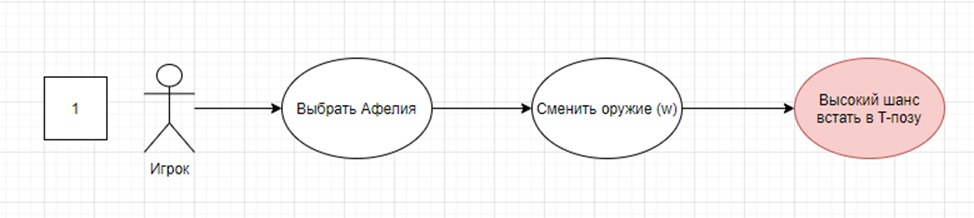 1
Игрок
Выбрать Афелия
Сменить оружие (w)
Высокий шанс
встать в Т-позу